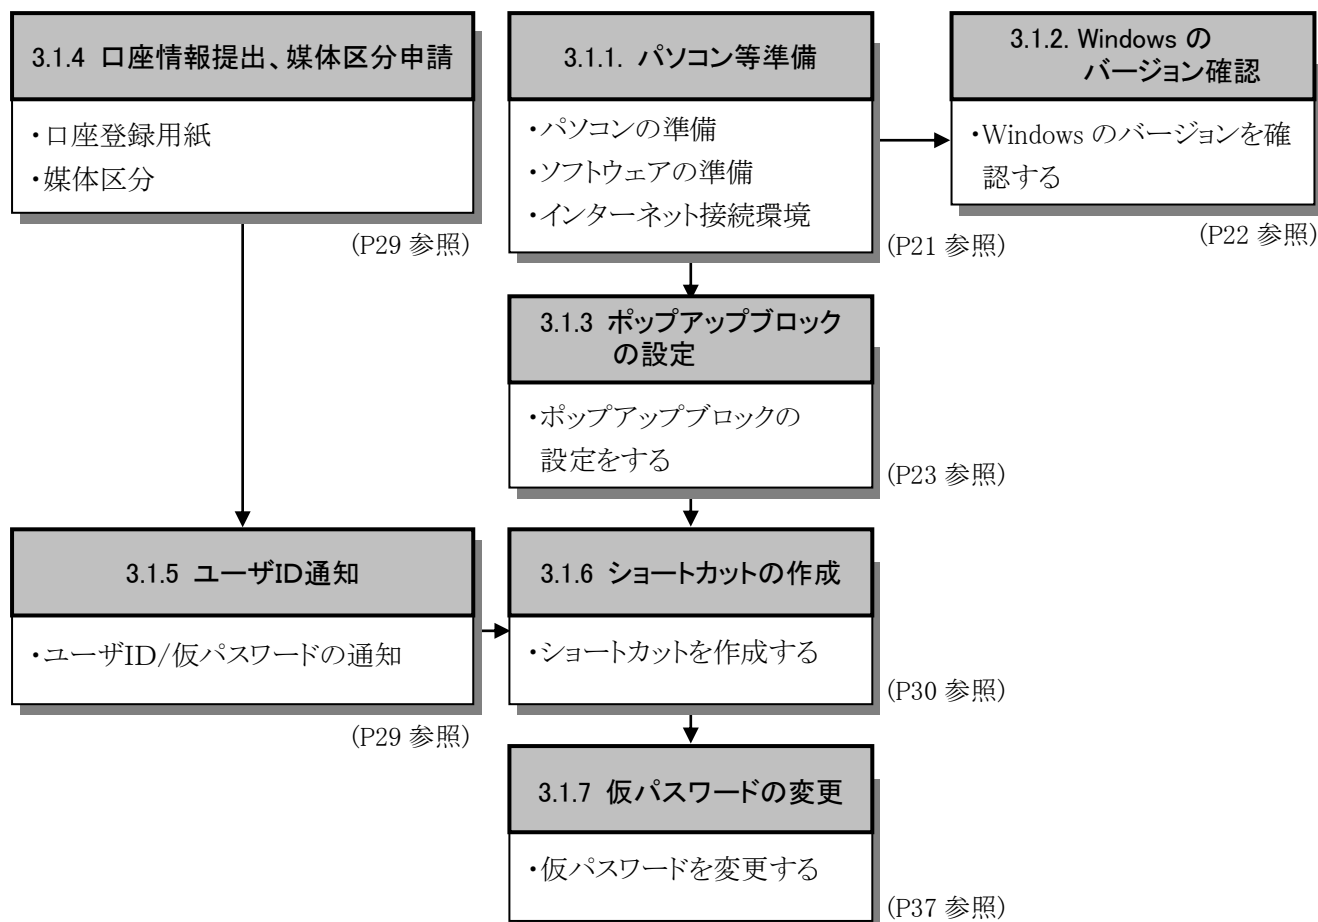 3.1.4 口座情報提出、媒体区分申請
・口座登録用紙
・媒体区分
(P29 参照)
3.1.1. パソコン等準備
・パソコンの準備
・ソフトウェアの準備
・インターネット接続環境
(P21 参照)
3.1.2. Windows の
バージョン確認
・Windows のバージョンを確
認する
(P22 参照)
3.1.3 ポップアップブロック
の設定
・ポップアップブロックの
設定をする
(P23 参照)
3.1.5 ユーザID通知
・ユーザID/仮パスワードの通知
(P29 参照)
3.1.6 ショートカットの作成
・ショートカットを作成する
(P30 参照)
3.1.7 仮パスワードの変更
・仮パスワードを変更する
(P37 参照)